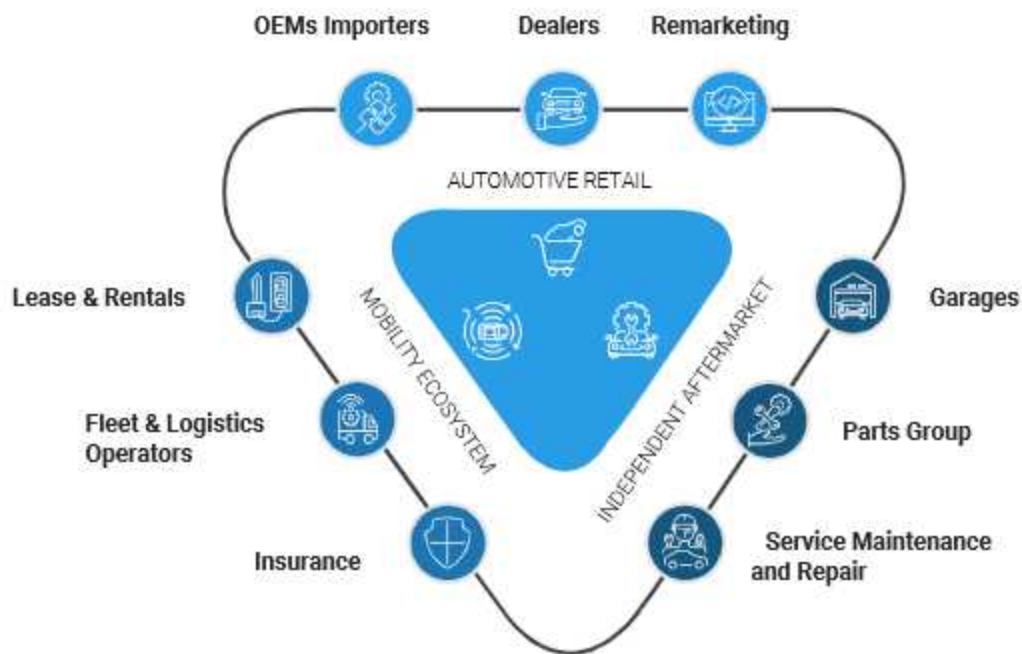 OEMs Importers
Dealers
Remarketing
AUTOMOTIVE RETAIL
Lease & Rentals
MOBILITY ECOSYSTEM
INDEPENDENT AFTERMARKET
Garages
Fleet & Logistics
Operators
Parts Group
Insurance
Service Maintenance
and Repair